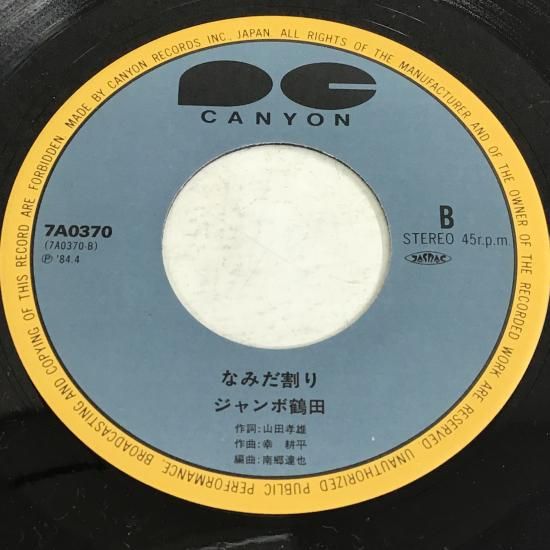 MADE BY CANYON RECORDS INC., JAPAN. ALL RIGHTS OF THE MANUFACTURER AND OF THE OWNER OF THE RECORDED WORK ARE RESERVED. UNAUTHORIZED PUBLIC PERFORMANCE, BROADCASTING AND COPYING OF THIS RECORD ARE FORBIDDEN.
CANYON
7A0370
(7A0370-B)
Ⓟ '84.4
B
STEREO 45r.p.m.
JASRAC
なみだ割り
ジャンボ鶴田
作詞:山田孝雄
作曲:幸 耕平
編曲:南郷達也